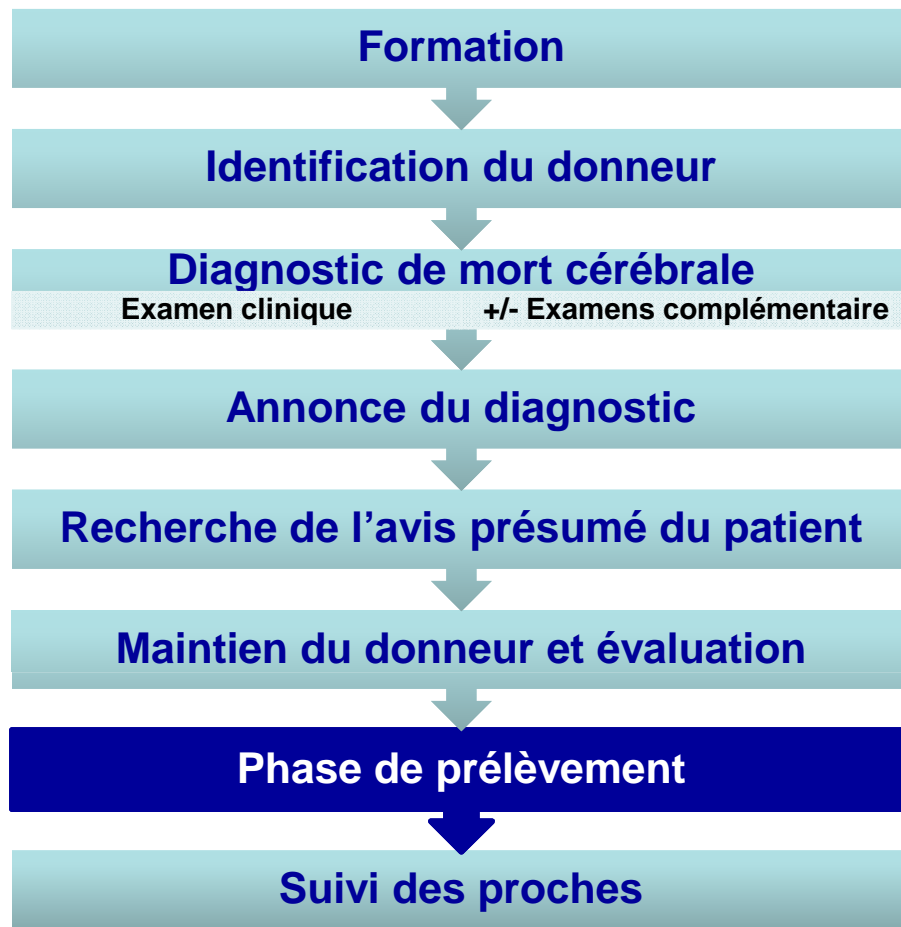 Formation
Identification du donneur
Diagnostic de mort cérébrale
Examen clinique +/- Examens complémentaire
Annonce du diagnostic
Recherche de l'avis présumé du patient
Maintien du donneur et évaluation
Phase de prélèvement
Suivi des proches